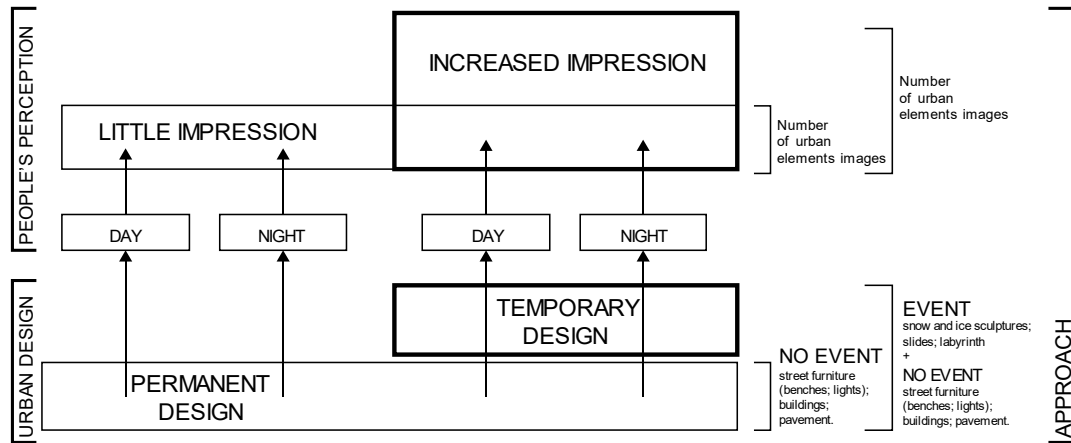 PEOPLE'S PERCEPTION
INCREASED IMPRESSION
LITTLE IMPRESSION
Number
of urban
elements images
Number
of urban
elements images
DAY
NIGHT
DAY
NIGHT
URBAN DESIGN
TEMPORARY
DESIGN
PERMANENT
DESIGN
NO EVENT
street furniture
(benches; lights);
buildings;
pavement.
EVENT
snow and ice sculptures;
slides; labyrinth
+
NO EVENT
street furniture
(benches; lights);
buildings; pavement.
APPROACH